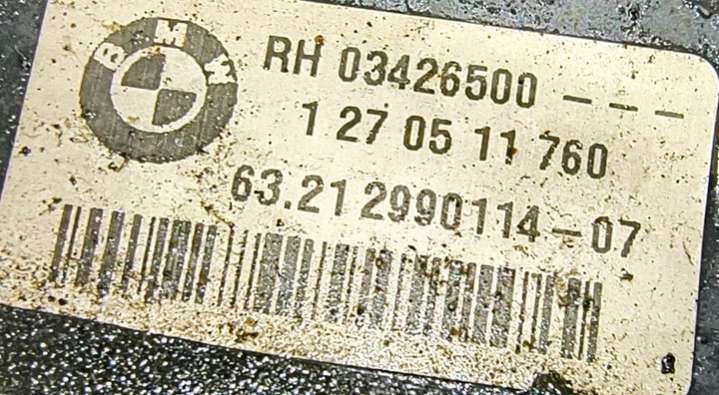 BMW
RH 03426500 ---
1 27 05 11 760
63.21 2990114-07